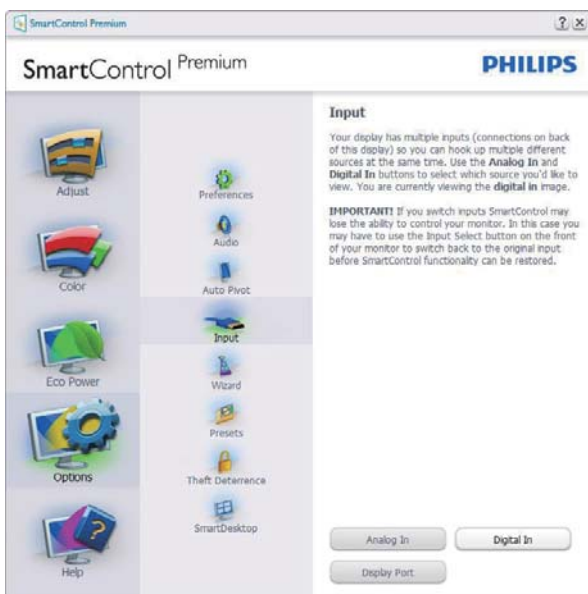 SmartControl Premium
SmartControl Premium
PHILIPS
Adjust
Color
Eco Power
Options
Help
Preferences
Audio
Auto Pivot
Input
Wizard
Presets
Theft Deterrence
SmartDesktop
Input
Your display has multiple inputs (connections on back
of this display) so you can hook up multiple different
sources at the same time. Use the Analog In and
Digital In buttons to select which source you'd like to
view. You are currently viewing the digital in image.
IMPORTANT! If you switch inputs SmartControl may
lose the ability to control your monitor. In this case you
may have to use the Input Select button on the front
of your monitor to switch back to the original input
before SmartControl functionality can be restored.
Analog In
Digital In
Display Port